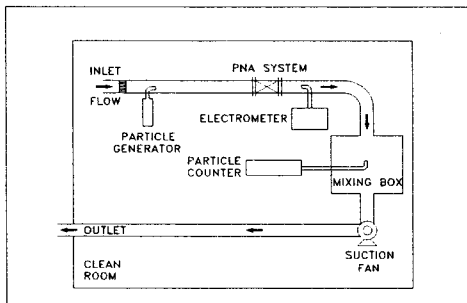 PNA SYSTEM
INLET
FLOW
ELECTROMETER
PARTICLE
GENERATOR
PARTICLE
COUNTER
MIXING BOX
OUTLET
SUCTION
FAN
CLEAN
ROOM